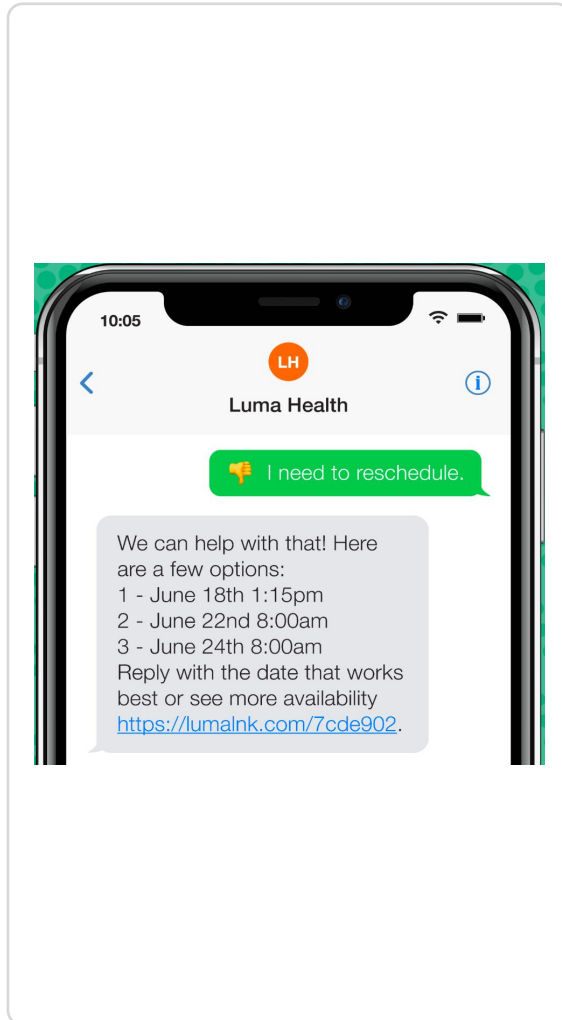 10:05
LH
Luma Health
👎 I need to reschedule.
We can help with that! Here
are a few options:
1 - June 18th 1:15pm
2 - June 22nd 8:00am
3 - June 24th 8:00am
Reply with the date that works
best or see more availability
https://lumalnk.com/7cde902.